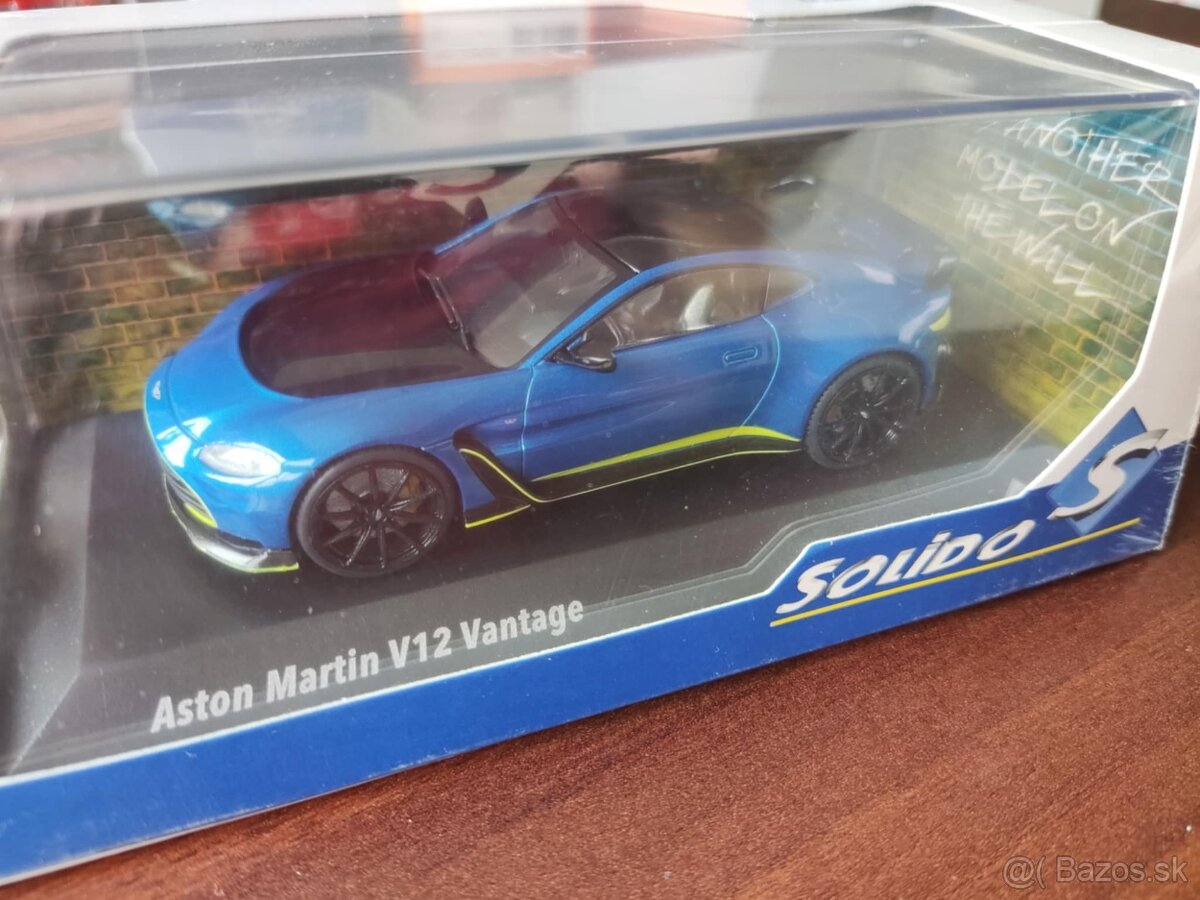 ANOTHER
MODEL ON
THE WALL
S
SOLiDO
Aston Martin V12 Vantage
@( Bazos.sk